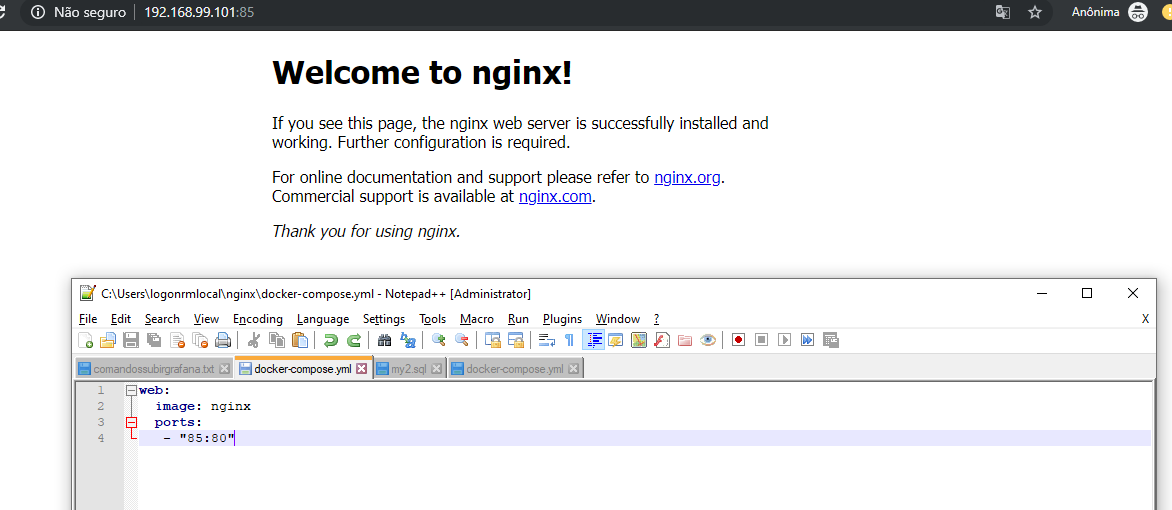 Não seguro
192.168.99.101:85
Anônima
Welcome to nginx!
If you see this page, the nginx web server is successfully installed and
working. Further configuration is required.
For online documentation and support please refer to nginx.org.
Commercial support is available at nginx.com.
Thank you for using nginx.
C:\Users\logonrmlocal\nginx\docker-compose.yml - Notepad++ [Administrator]
File Edit Search View Encoding Language Settings Tools Macro Run Plugins Window ? X
comandossubirgrafana.txt docker-compose.yml my2.sql docker-compose.yml
1 web:
2 image: nginx
3 ports:
4 - "85:80"